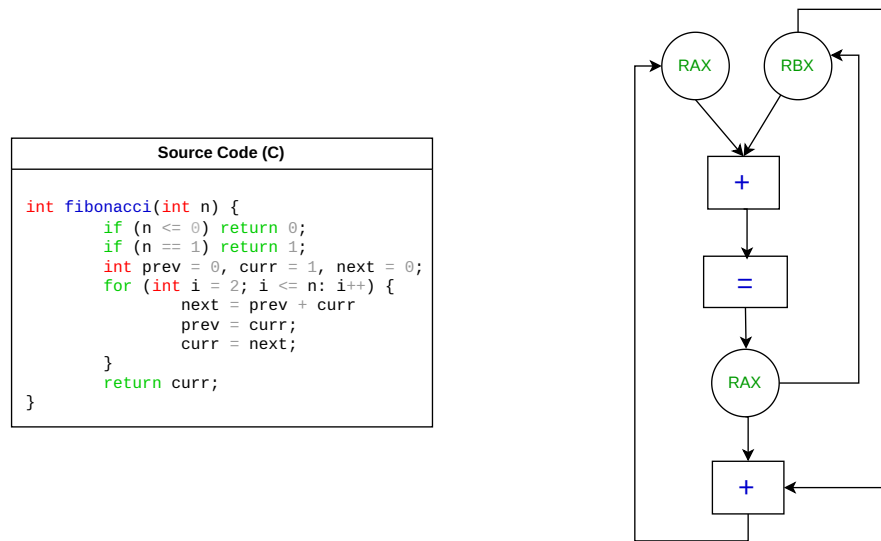 Source Code (C)
int fibonacci(int n) {
if (n <= 0) return 0;
if (n == 1) return 1;
int prev = 0, curr = 1, next = 0;
for (int i = 2; i <= n: i++) {
next = prev + curr
prev = curr;
curr = next;
}
return curr;
}
RAX RBX
+
=
RAX
+